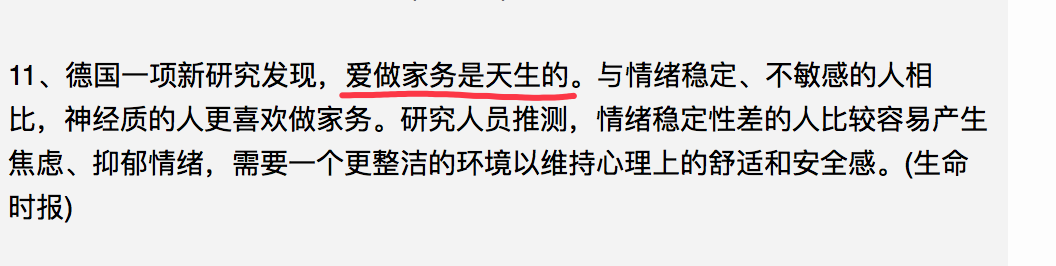 11、德国一项新研究发现，爱做家务是天生的。与情绪稳定、不敏感的人相
比，神经质的人更喜欢做家务。研究人员推测，情绪稳定性差的人比较容易产生
焦虑、抑郁情绪，需要一个更整洁的环境以维持心理上的舒适和安全感。(生命
时报)